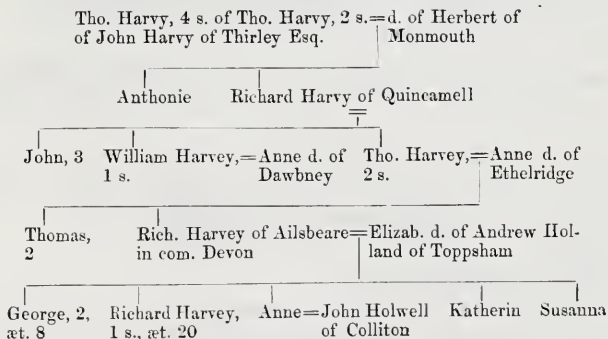 Tho. Harvy, 4 s. of Tho. Harvy, 2 s.=d. of Herbert of
of John Harvy of Thirley Esq. Monmouth
Anthonie Richard Harvy of Quincamell
John, 3 William Harvey,=Anne d. of Tho. Harvey,=Anne d. of
1 s. Dawbney 2 s. Ethelridge
Thomas, Rich. Harvey of Ailsbeare=Elizab. d. of Andrew Hol-
2 in com. Devon land of Toppsham
George, 2, Richard Harvey, Anne=John Holwell Katherin Susanna
æt. 8 1 s., æt. 20 of Colliton